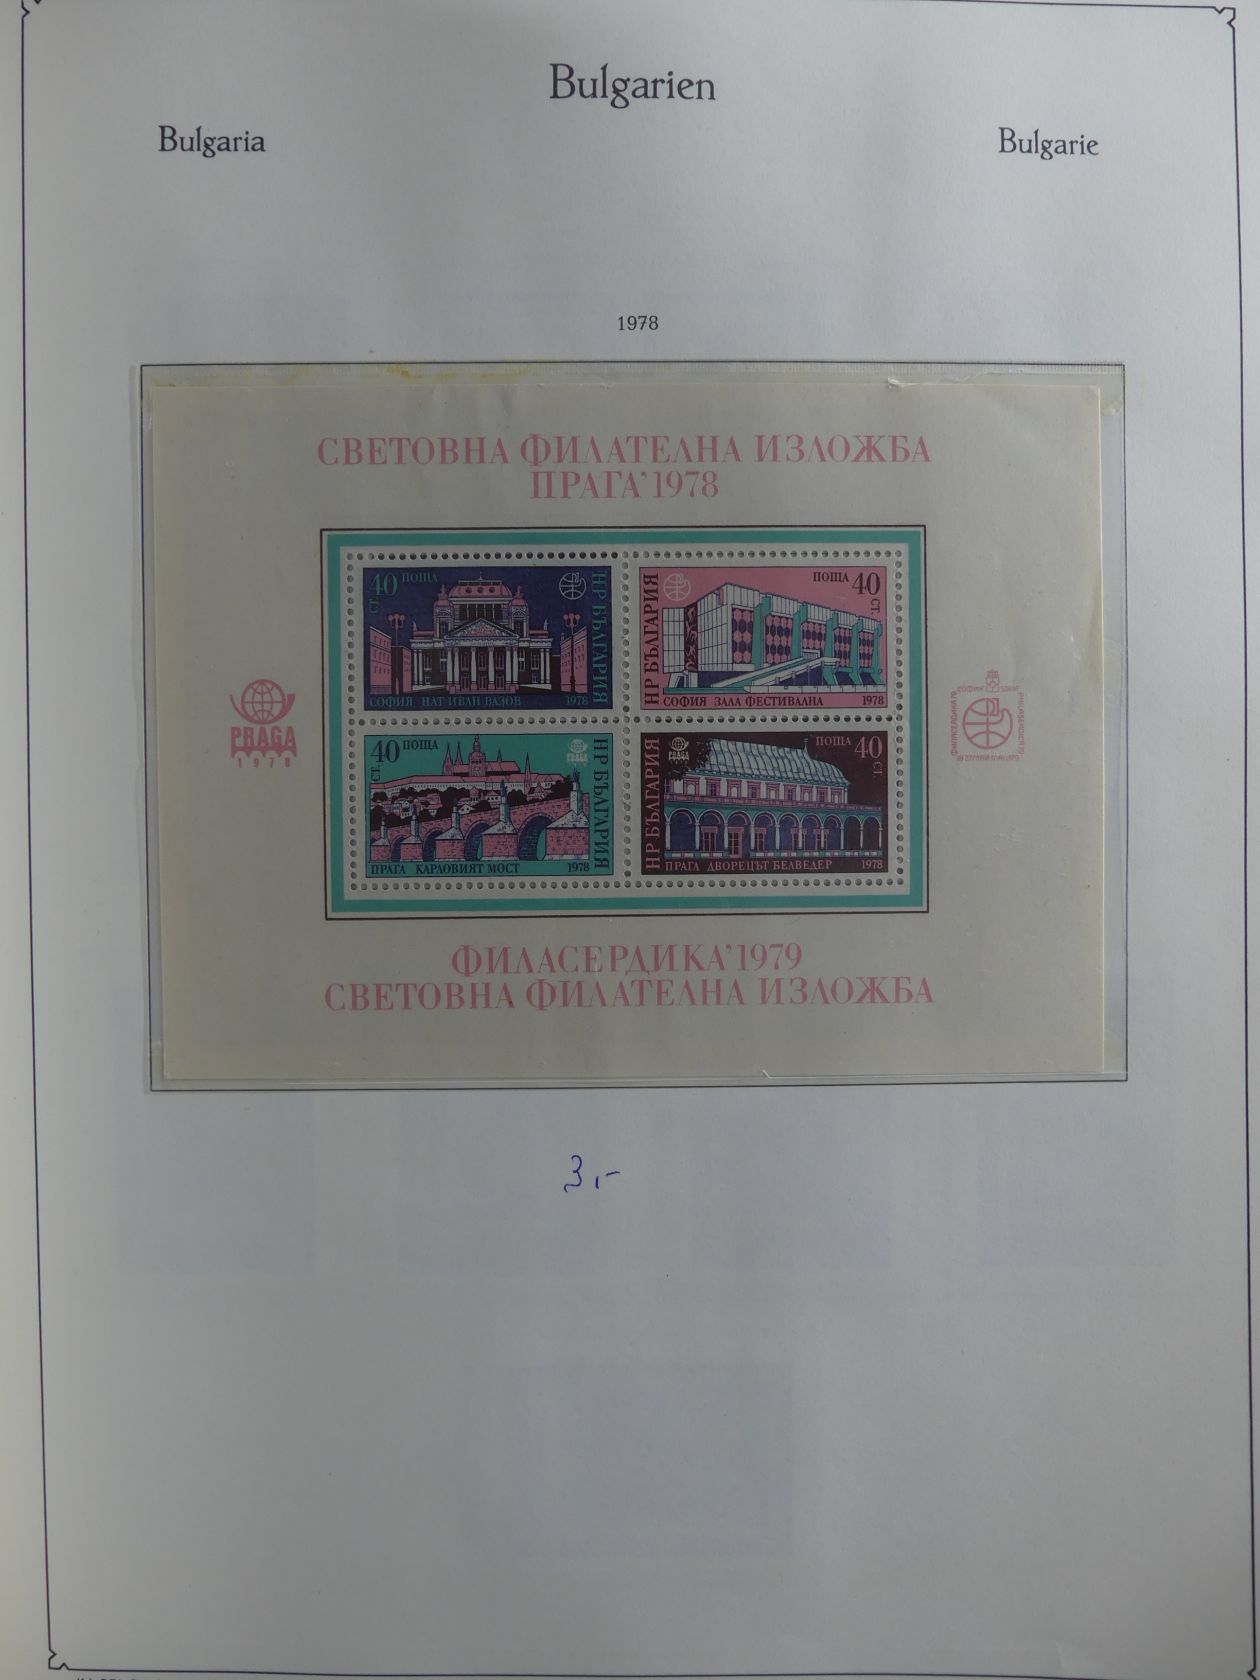 Bulgarien
Bulgaria
Bulgarie
1978
СВЕТОВНА ФИЛАТЕЛНА ИЗЛОЖБА
ПРАГА'1978
40 ПОЩА
СТ.
НР БЪЛГАРИЯ
СОФИЯ НАТ ИВАН ВАЗОВ 1978
ПОЩА 40
СТ.
НР БЪЛГАРИЯ
СОФИЯ ЗАЛА ФЕСТИВАЛНА 1978
PRAGA
1978
40 ПОЩА
СТ.
PRAGA
НР БЪЛГАРИЯ
ПРАГА КАРЛОВИЯТ МОСТ 1978
PRAGA
ПОЩА 40
СТ.
НР БЪЛГАРИЯ
ПРАГА ДВОРЕЦЪТ БЕЛВЕДЕР 1978
ФИЛАСЕРДИКА'1979
СВЕТОВНА ФИЛАТЕЛНА ИЗЛОЖБА
3,-